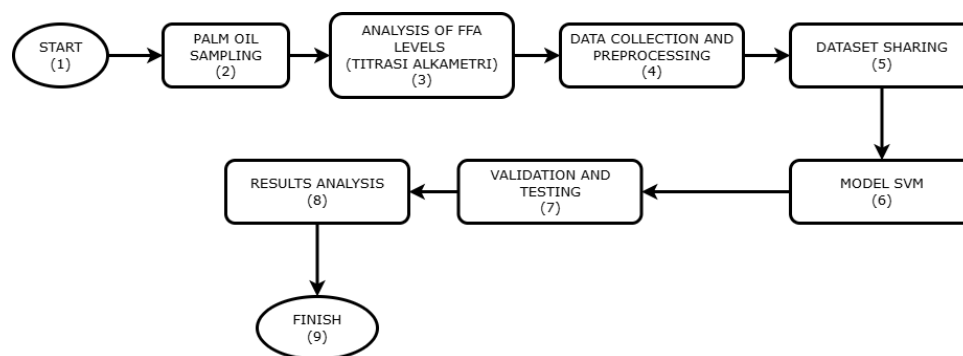 START
(1)
PALM OIL
SAMPLING
(2)
ANALYSIS OF FFA
LEVELS
(TITRASI ALKAMETRI)
(3)
DATA COLLECTION AND
PREPROCESSING
(4)
DATASET SHARING
(5)
MODEL SVM
(6)
VALIDATION AND
TESTING
(7)
RESULTS ANALYSIS
(8)
FINISH
(9)